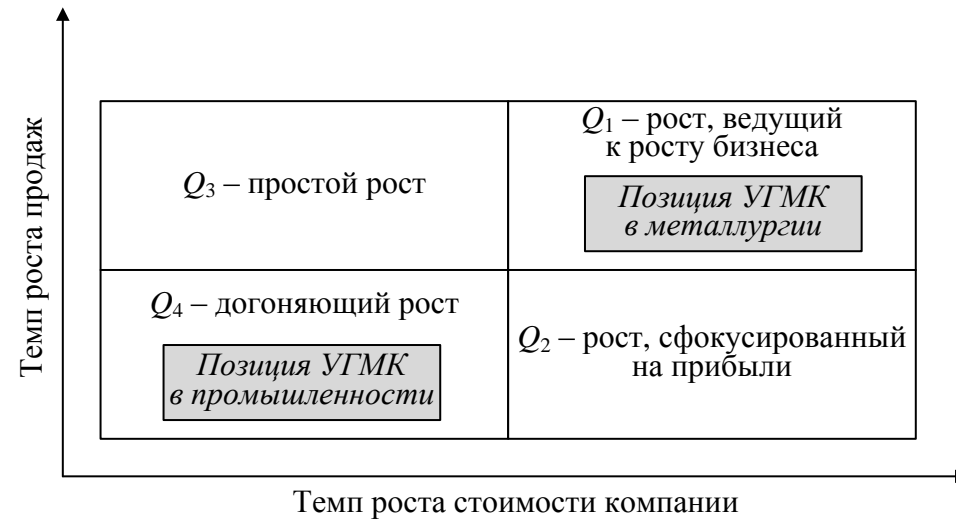 Темп роста продаж
Q3 – простой рост
Q1 – рост, ведущий
к росту бизнеса
Позиция УГМК
в металлургии
Q4 – догоняющий рост
Позиция УГМК
в промышленности
Q2 – рост, сфокусированный
на прибыли
Темп роста стоимости компании